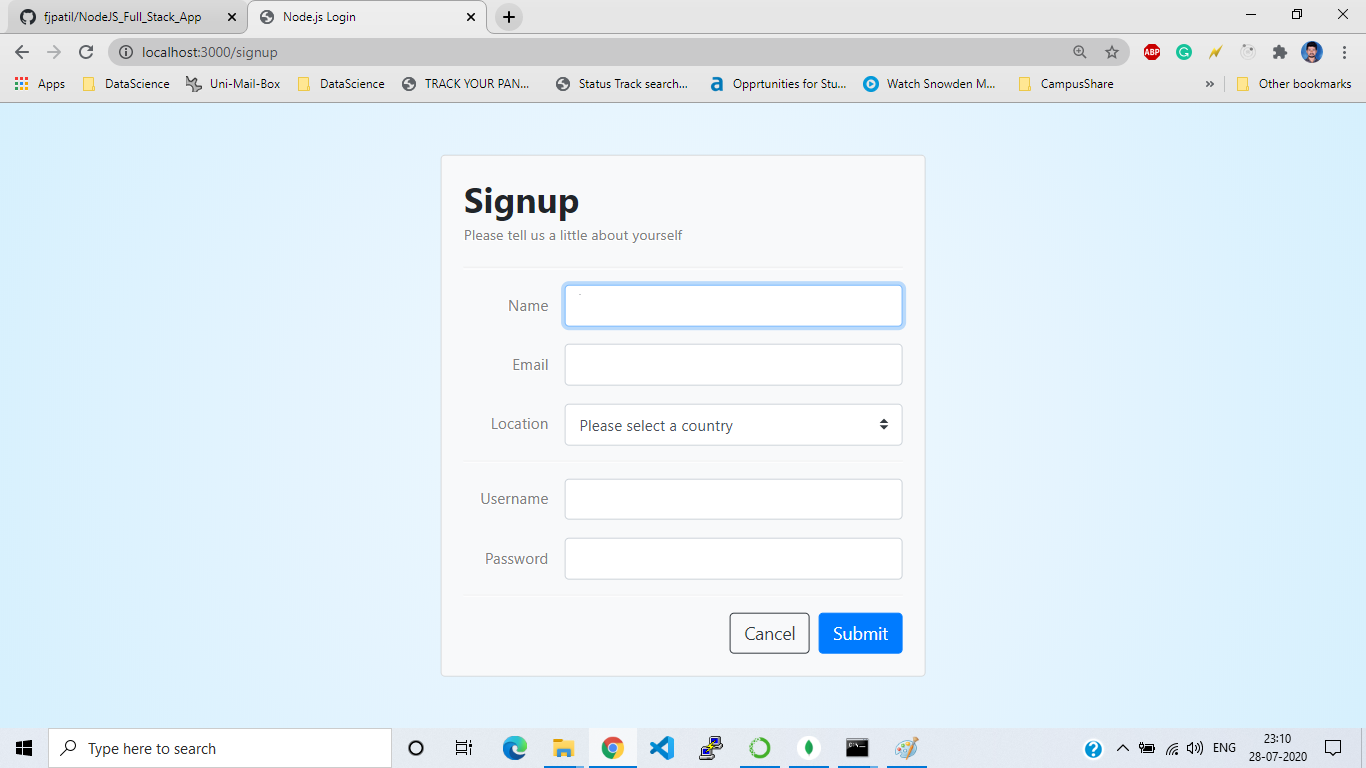 fjpatil/NodeJS_Full_Stack_App
Node.js Login
localhost:3000/signup
ABP
Apps
DataScience
Uni-Mail-Box
DataScience
TRACK YOUR PAN...
Status Track search...
Opprtunities for Stu...
Watch Snowden M...
CampusShare
»
Other bookmarks
Signup
Please tell us a little about yourself
Name
Email
Location
Please select a country
Username
Password
Cancel
Submit
Type here to search
ENG
23:10
28-07-2020